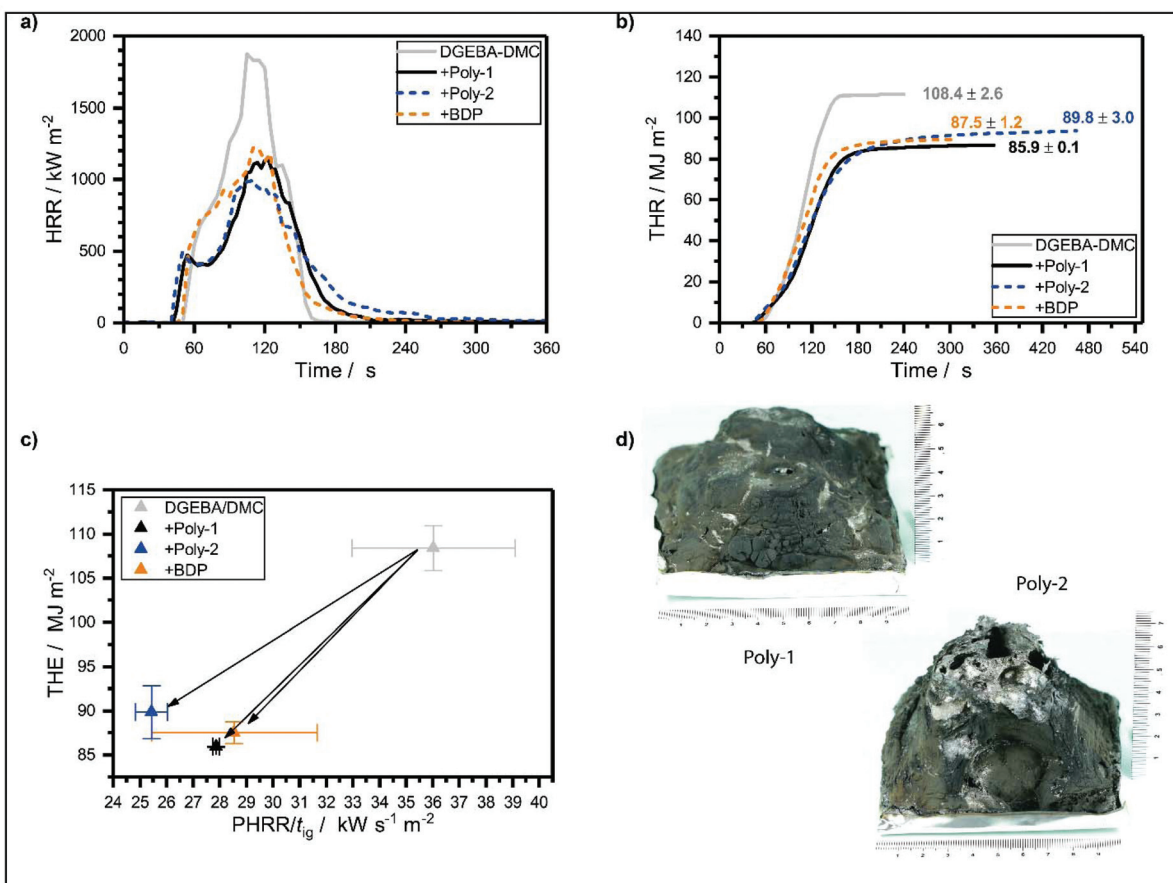 a)
HRR / kW m⁻²
2000
1500
1000
500
0
0 60 120 180 240 300 360
Time / s
DGEBA-DMC
+Poly-1
+Poly-2
+BDP
b)
THR / MJ m⁻²
140
120
100
80
60
40
20
0
0 60 120 180 240 300 360 420 480 540
Time / s
108.4 ± 2.6
87.5 ± 1.2
89.8 ± 3.0
85.9 ± 0.1
DGEBA-DMC
+Poly-1
+Poly-2
+BDP
c)
THE / MJ m⁻²
115
110
105
100
95
90
85
24 25 26 27 28 29 30 31 32 33 34 35 36 37 38 39 40
PHRR/tig / kW s⁻¹ m⁻²
DGEBA/DMC
+Poly-1
+Poly-2
+BDP
d)
Poly-1
Poly-2